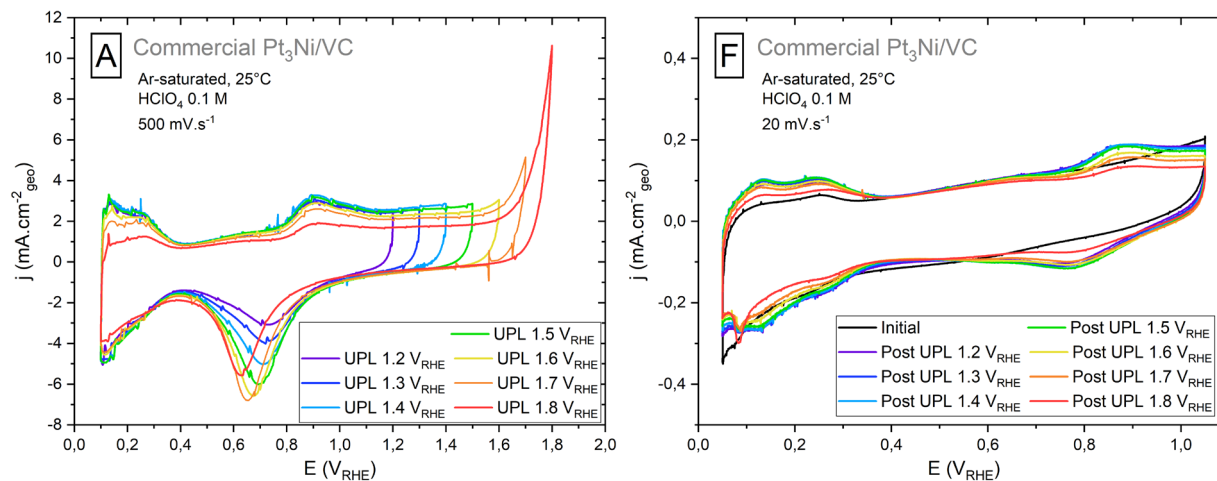 A
Commercial Pt₃Ni/VC
Ar-saturated, 25°C
HClO₄ 0.1 M
500 mV.s⁻¹
12
10
8
6
4
2
0
-2
-4
-6
-8
j (mA.cm⁻²geo)
UPL 1.5 VRHE
UPL 1.2 VRHE
UPL 1.6 VRHE
UPL 1.3 VRHE
UPL 1.7 VRHE
UPL 1.4 VRHE
UPL 1.8 VRHE
0,0 0,2 0,4 0,6 0,8 1,0 1,2 1,4 1,6 1,8 2,0
E (VRHE)
F
Commercial Pt₃Ni/VC
Ar-saturated, 25°C
HClO₄ 0.1 M
20 mV.s⁻¹
0,4
0,2
0,0
-0,2
-0,4
j (mA.cm⁻²geo)
Initial
Post UPL 1.5 VRHE
Post UPL 1.2 VRHE
Post UPL 1.6 VRHE
Post UPL 1.3 VRHE
Post UPL 1.7 VRHE
Post UPL 1.4 VRHE
Post UPL 1.8 VRHE
0,0 0,2 0,4 0,6 0,8 1,0
E (VRHE)